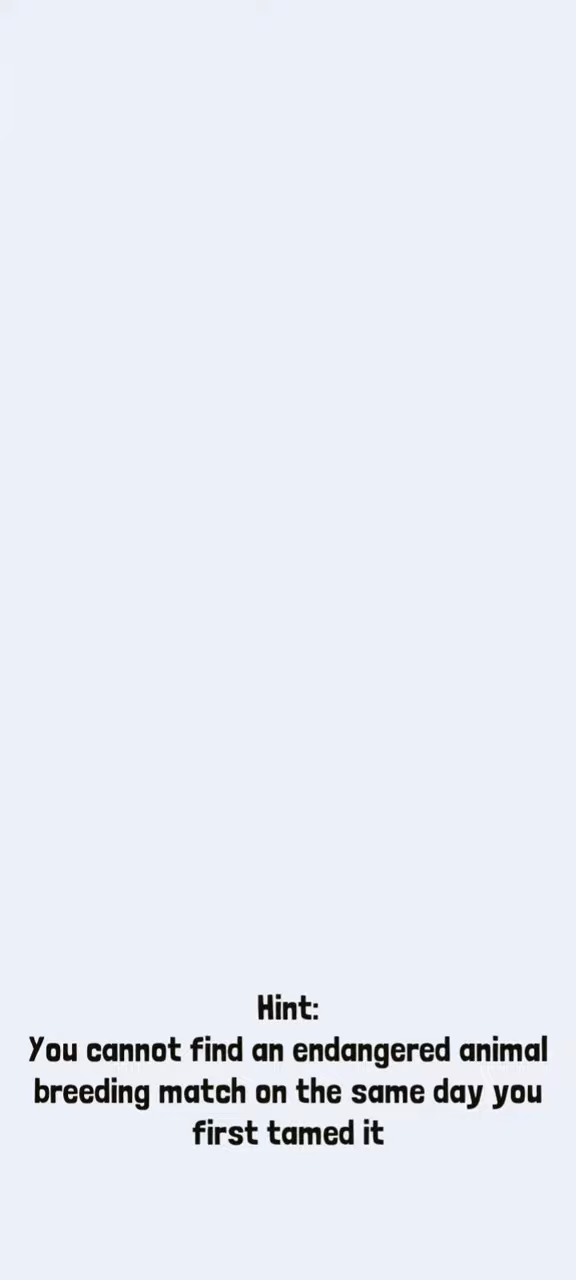 Hint:
You cannot find an endangered animal
breeding match on the same day you
first tamed it